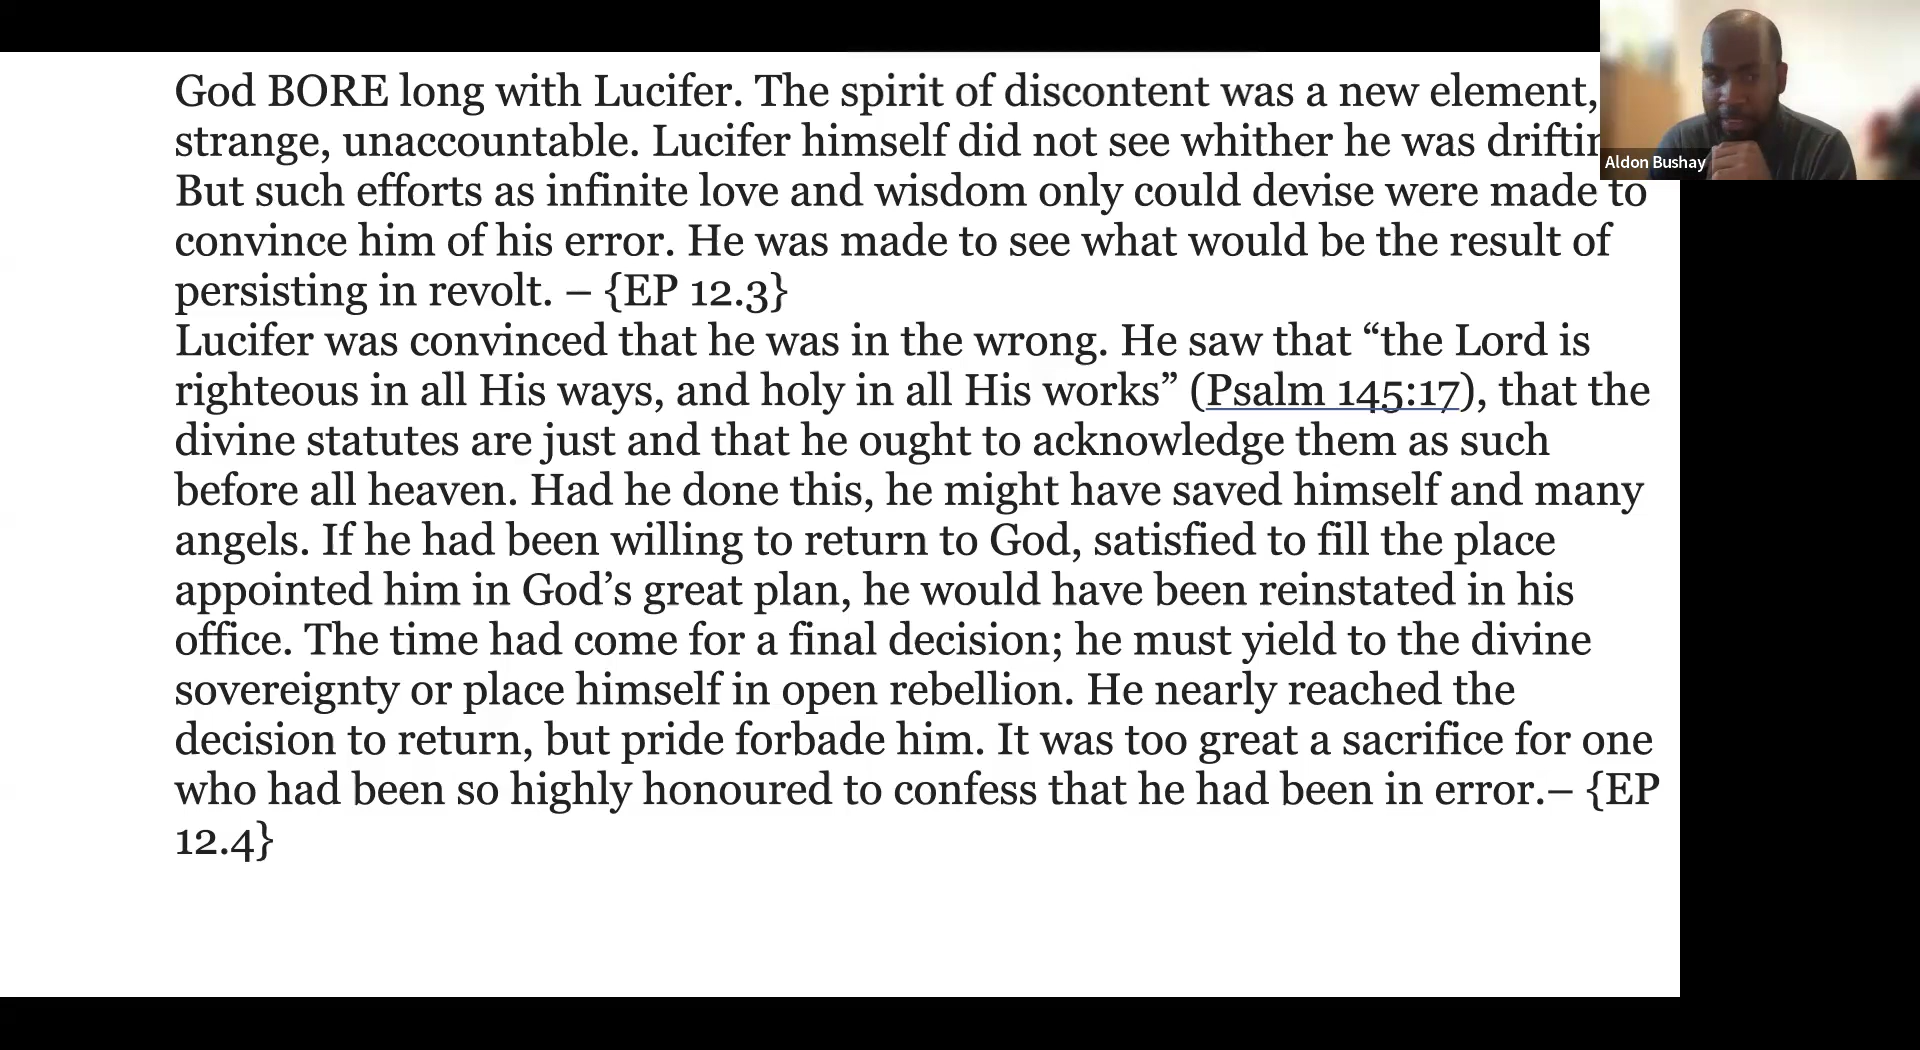 God BORE long with Lucifer. The spirit of discontent was a new element,
strange, unaccountable. Lucifer himself did not see whither he was
But such efforts as infinite love and wisdom only could devise were made to
convince him of his error. He was made to see what would be the result of
persisting in revolt. – {EP 12.3}
Lucifer was convinced that he was in the wrong. He saw that “the Lord is
righteous in all His ways, and holy in all His works” (Psalm 145:17), that the
divine statutes are just and that he ought to acknowledge them as such
before all heaven. Had he done this, he might have saved himself and many
angels. If he had been willing to return to God, satisfied to fill the place
appointed him in God’s great plan, he would have been reinstated in his
office. The time had come for a final decision; he must yield to the divine
sovereignty or place himself in open rebellion. He nearly reached the
decision to return, but pride forbade him. It was too great a sacrifice for one
who had been so highly honoured to confess that he had been in error.– {EP
12.4}
Aldon Bushay